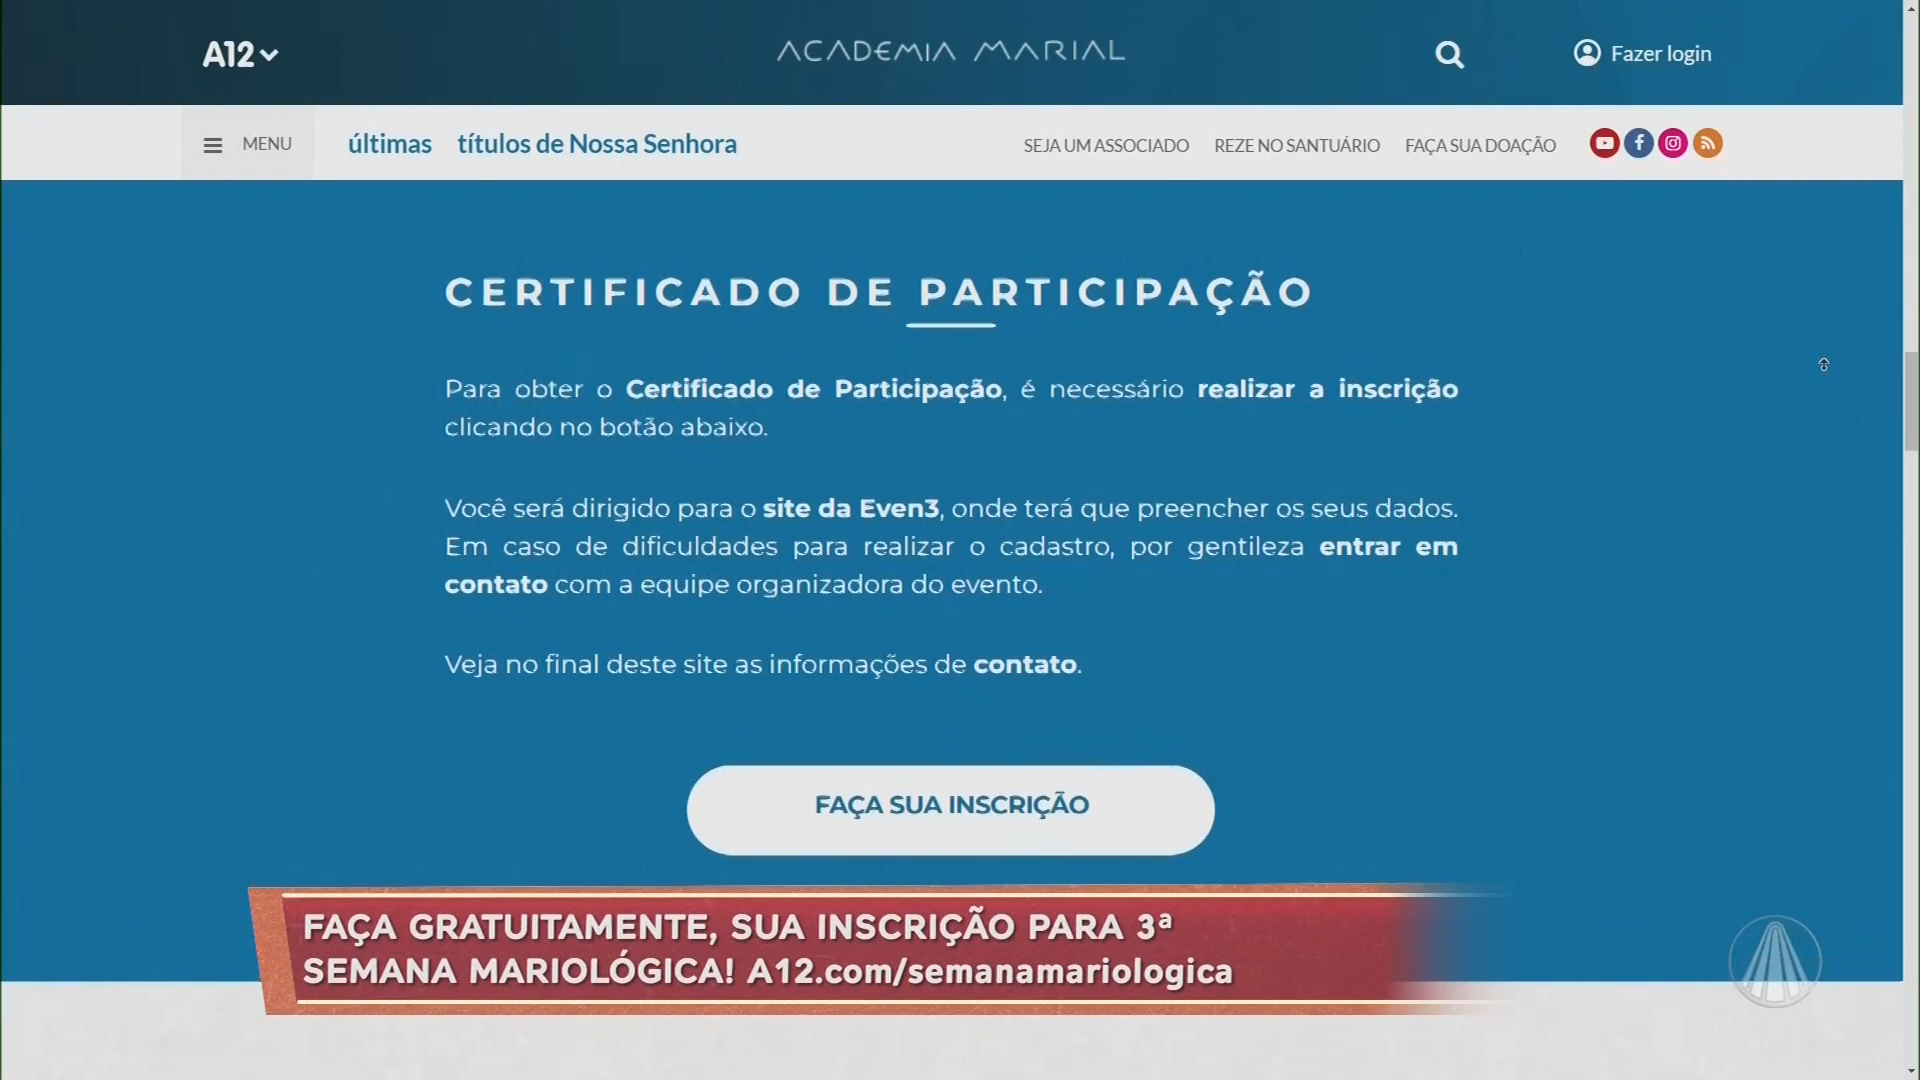 A12
ACADEMIA MARIAL
Fazer login
MENU
últimas
títulos de Nossa Senhora
SEJA UM ASSOCIADO
REZE NO SANTUÁRIO
FAÇA SUA DOAÇÃO
CERTIFICADO DE PARTICIPAÇÃO
Para obter o Certificado de Participação, é necessário realizar a inscrição
clicando no botão abaixo.
Você será dirigido para o site da Even3, onde terá que preencher os seus dados.
Em caso de dificuldades para realizar o cadastro, por gentileza entrar em
contato com a equipe organizadora do evento.
Veja no final deste site as informações de contato.
FAÇA SUA INSCRIÇÃO
FAÇA GRATUITAMENTE, SUA INSCRIÇÃO PARA 3ª
SEMANA MARIOLÓGICA! A12.com/semanamariologica